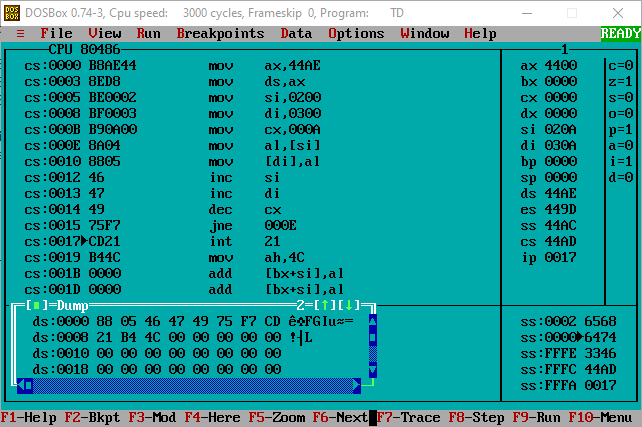 DOSBox 0.74-3, Cpu speed: 3000 cycles, Frameskip 0, Program: TD
≡ File View Run Breakpoints Data Options Window Help READY
CPU 80486 1
cs:0000 B8AE44 mov ax,44AE ax 4400 c=0
cs:0003 8ED8 mov ds,ax bx 0000 z=1
cs:0005 BE0002 mov si,0200 cx 0000 s=0
cs:0008 BF0003 mov di,0300 dx 0000 o=0
cs:000B B90A00 mov cx,000A si 020A p=1
cs:000E 8A04 mov al,[si] di 030A a=0
cs:0010 8805 mov [di],al bp 0000 i=1
cs:0012 46 inc si sp 0000 d=0
cs:0013 47 inc di ds 44AE
cs:0014 49 dec cx es 449D
cs:0015 75F7 jne 000E ss 44AC
cs:0017►CD21 int 21 cs 44AD
cs:0019 B44C mov ah,4C ip 0017
cs:001B 0000 add [bx+si],al
cs:001D 0000 add [bx+si],al
[■]=Dump 2=[↑][↓]
ds:0000 88 05 46 47 49 75 F7 CD ê♣FGIu≈═
ds:0008 21 B4 4C 00 00 00 00 00 !┤L
ds:0010 00 00 00 00 00 00 00 00
ds:0018 00 00 00 00 00 00 00 00
ss:0002 6568
ss:0000►6474
ss:FFFE 3346
ss:FFFC 44AD
ss:FFFA 0017
F1-Help F2-Bkpt F3-Mod F4-Here F5-Zoom F6-Next F7-Trace F8-Step F9-Run F10-Menu